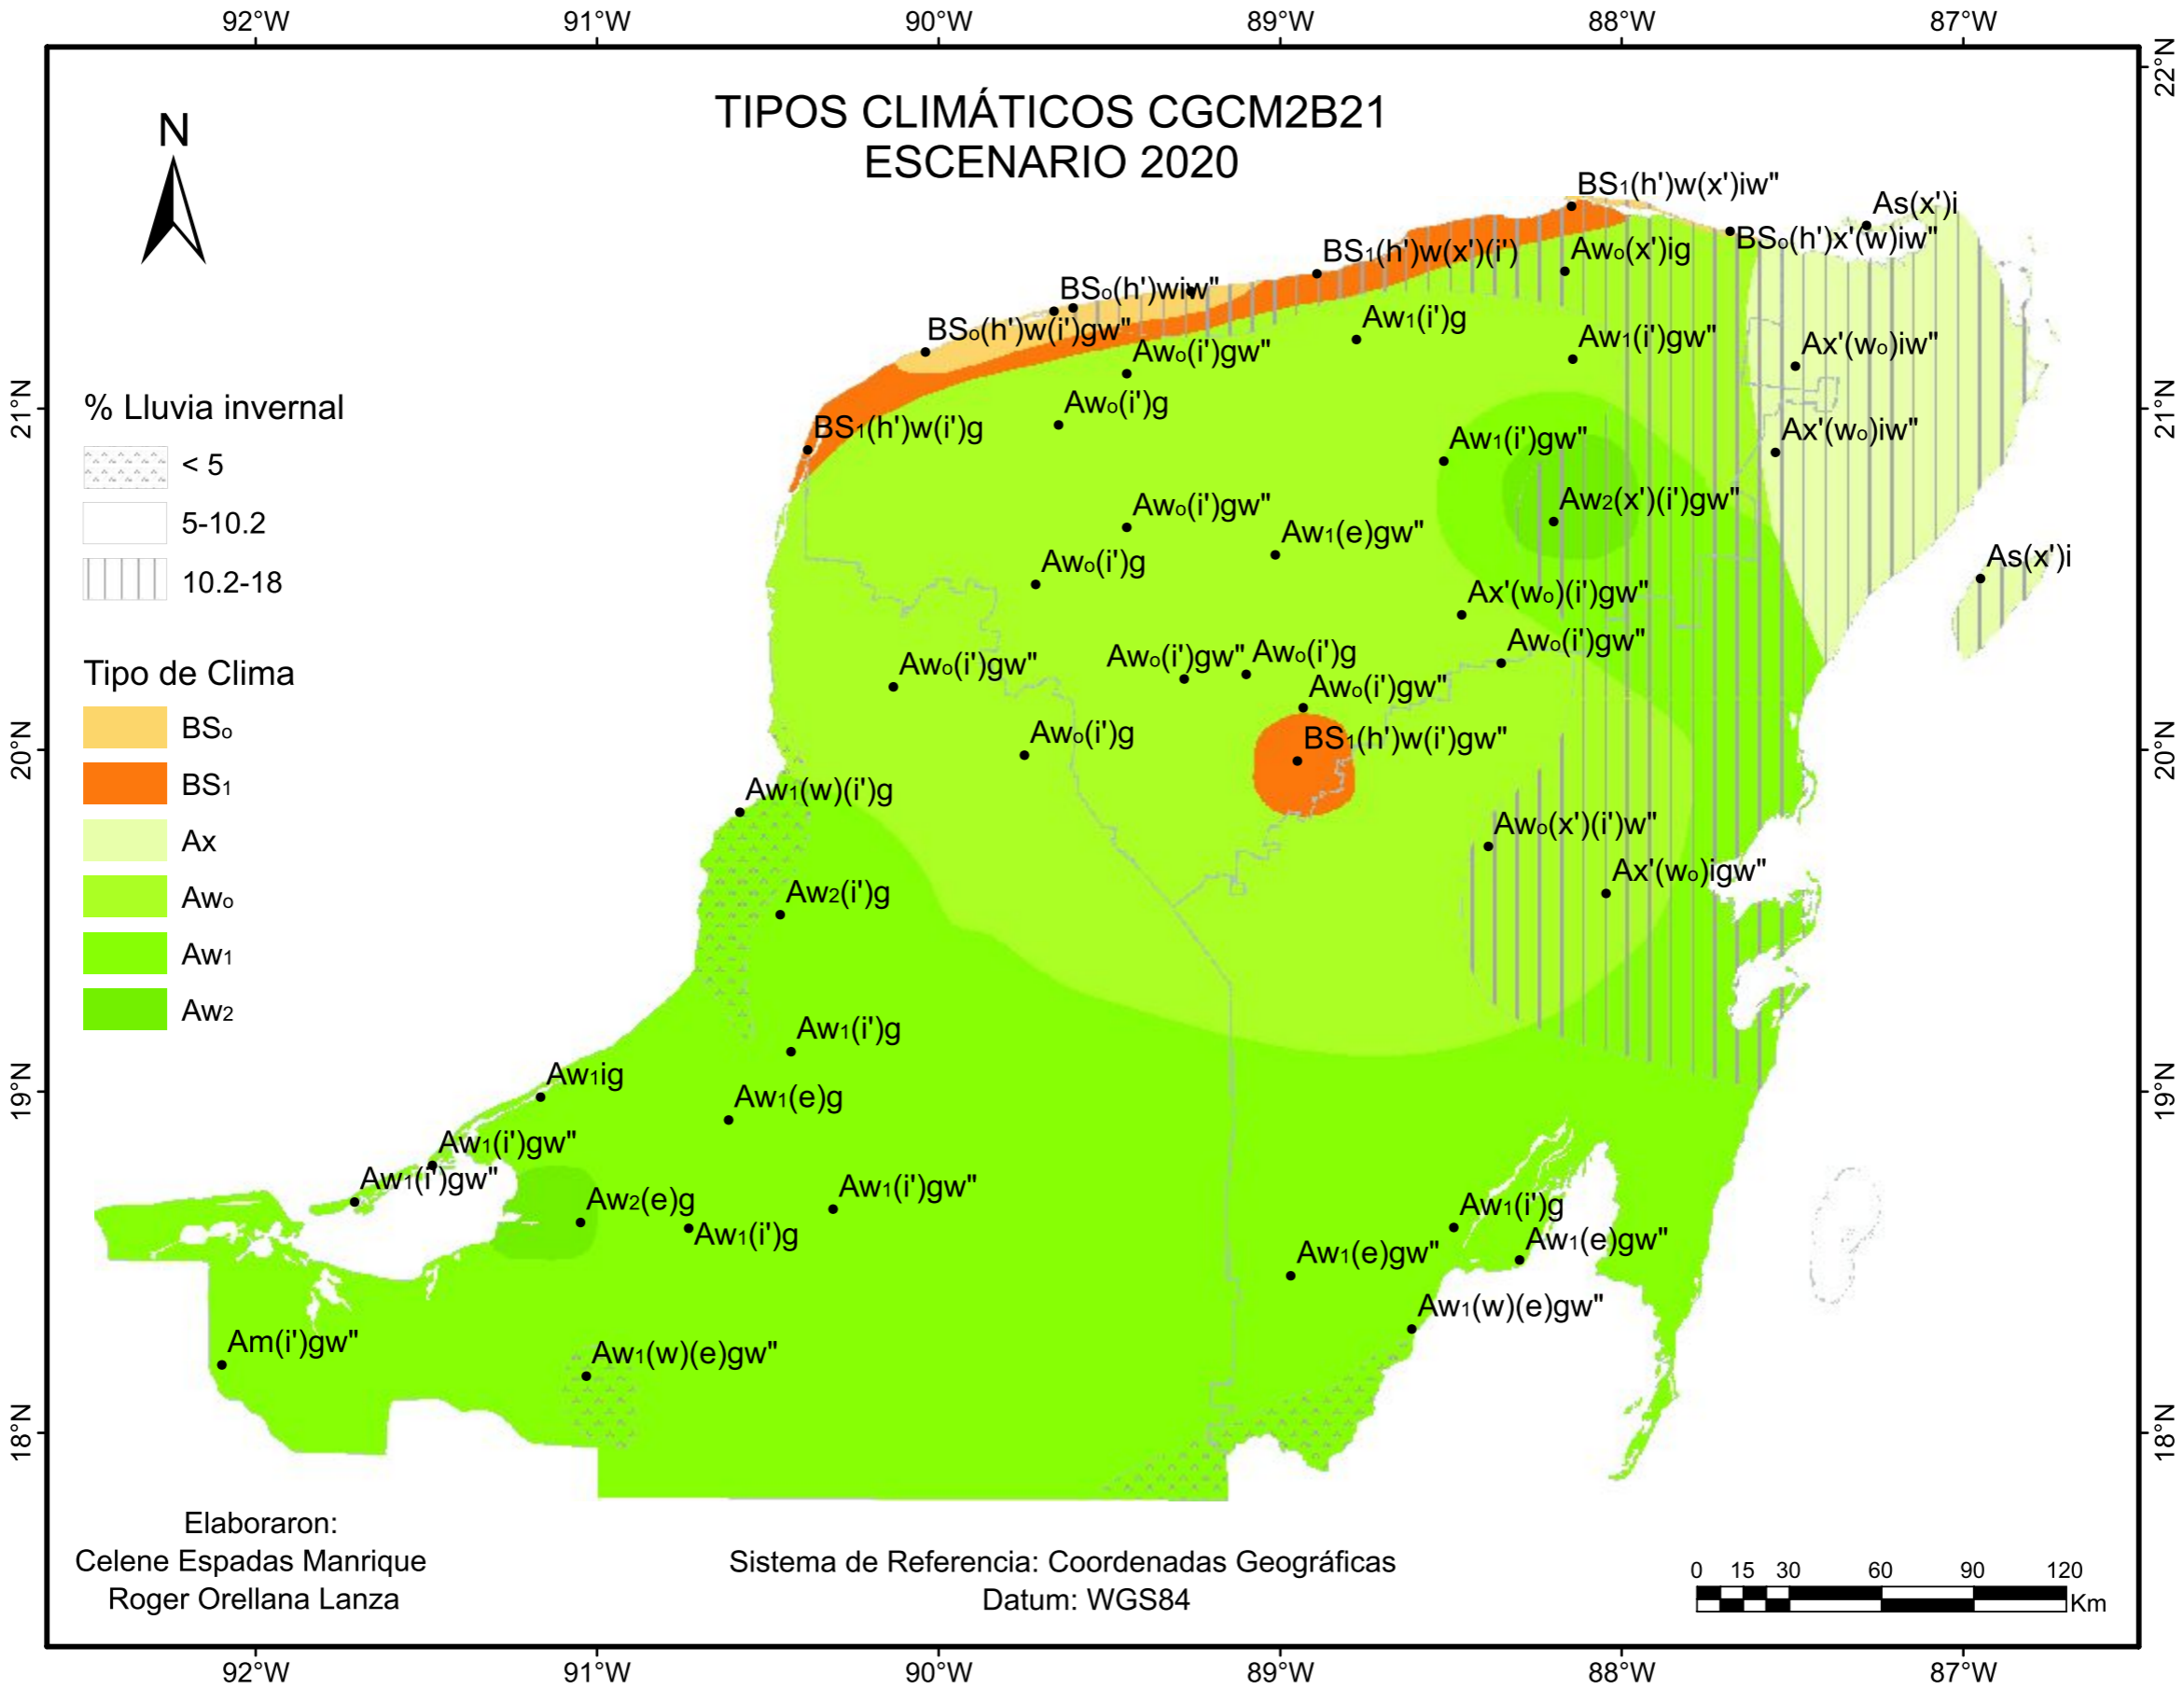 92°W 91°W 90°W 89°W 88°W 87°W
22°N
TIPOS CLIMÁTICOS CGCM2B21
ESCENARIO 2020
N
BS1(h')w(x')iw"
As(x')i
BSo(h')x'(w)iw"
BS1(h')w(x')(i')
Awo(x')ig
BSo(h')wiw"
BSo(h')w(i')gw"
Aw1(i')g
Aw1(i')gw"
Ax'(wo)iw"
Awo(i')gw"
Awo(i')g
BS1(h')w(i')g
Ax'(wo)iw"
Aw1(i')gw"
21°N
21°N
% Lluvia invernal
< 5
5-10.2
10.2-18
Awo(i')gw"
Aw2(x')(i')gw"
Aw1(e)gw"
Awo(i')g
As(x')i
Ax'(wo)(i')gw"
Awo(i')gw"
Awo(i')gw"
Awo(i')gw"
Awo(i')g
Awo(i')gw"
Awo(i')g
BS1(h')w(i')gw"
20°N
20°N
Tipo de Clima
BSo
BS1
Ax
Awo
Aw1
Aw2
Aw1(w)(i')g
Awo(x')(i')w"
Ax'(wo)igw"
Aw2(i')g
Aw1(i')g
Aw1ig
Aw1(e)g
19°N
19°N
Aw1(i')gw"
Aw1(i')gw"
Aw2(e)g
Aw1(i')g
Aw1(i')gw"
Aw1(i')g
Aw1(e)gw"
Aw1(e)gw"
Aw1(w)(e)gw"
Am(i')gw"
Aw1(w)(e)gw"
18°N
18°N
Elaboraron:
Celene Espadas Manrique
Roger Orellana Lanza
Sistema de Referencia: Coordenadas Geográficas
Datum: WGS84
0 15 30 60 90 120
Km
92°W 91°W 90°W 89°W 88°W 87°W